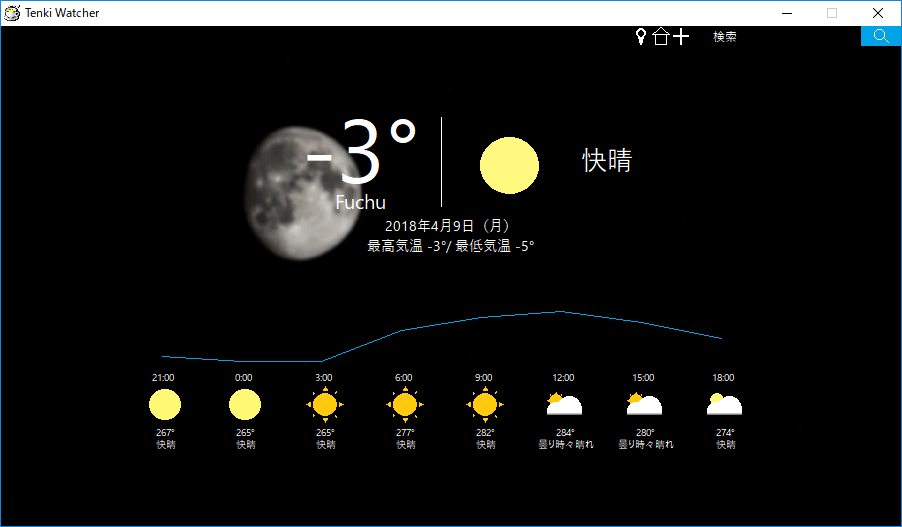 Tenki Watcher
検索
-3°
快晴
Fuchu
2018年4月9日（月）
最高気温 -3°/ 最低気温 -5°
21:00 0:00 3:00 6:00 9:00 12:00 15:00 18:00
267° 265° 265° 277° 282° 284° 280° 274°
快晴 快晴 快晴 快晴 快晴 曇り時々晴れ 曇り時々晴れ 快晴